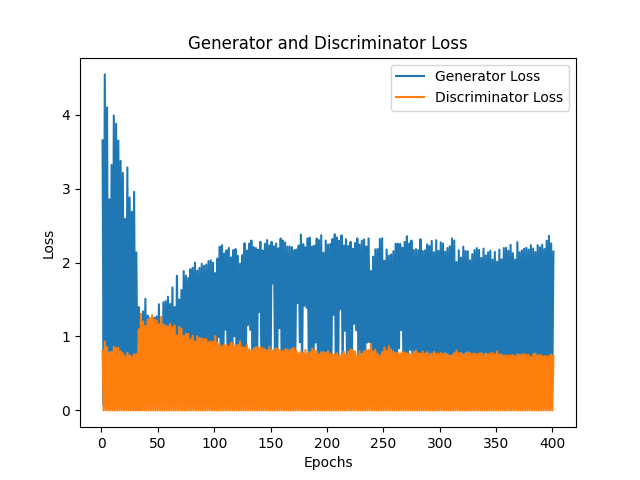 Generator and Discriminator Loss
Generator Loss
Discriminator Loss
Loss
4
3
2
1
0
0 50 100 150 200 250 300 350 400
Epochs